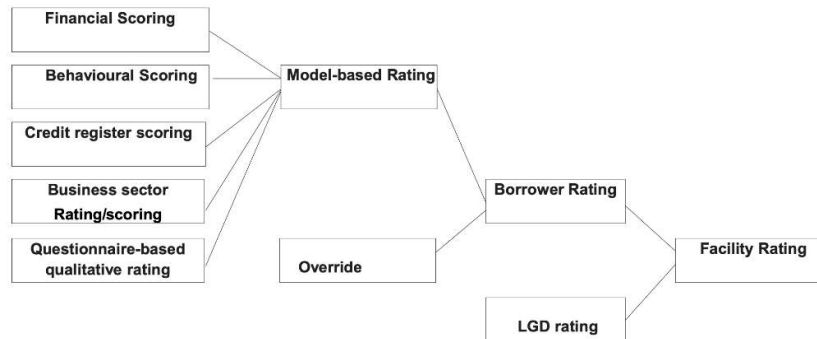 Financial Scoring
Behavioural Scoring
Model-based Rating
Credit register scoring
Business sector
Rating/scoring
Borrower Rating
Questionnaire-based
qualitative rating
Override
Facility Rating
LGD rating